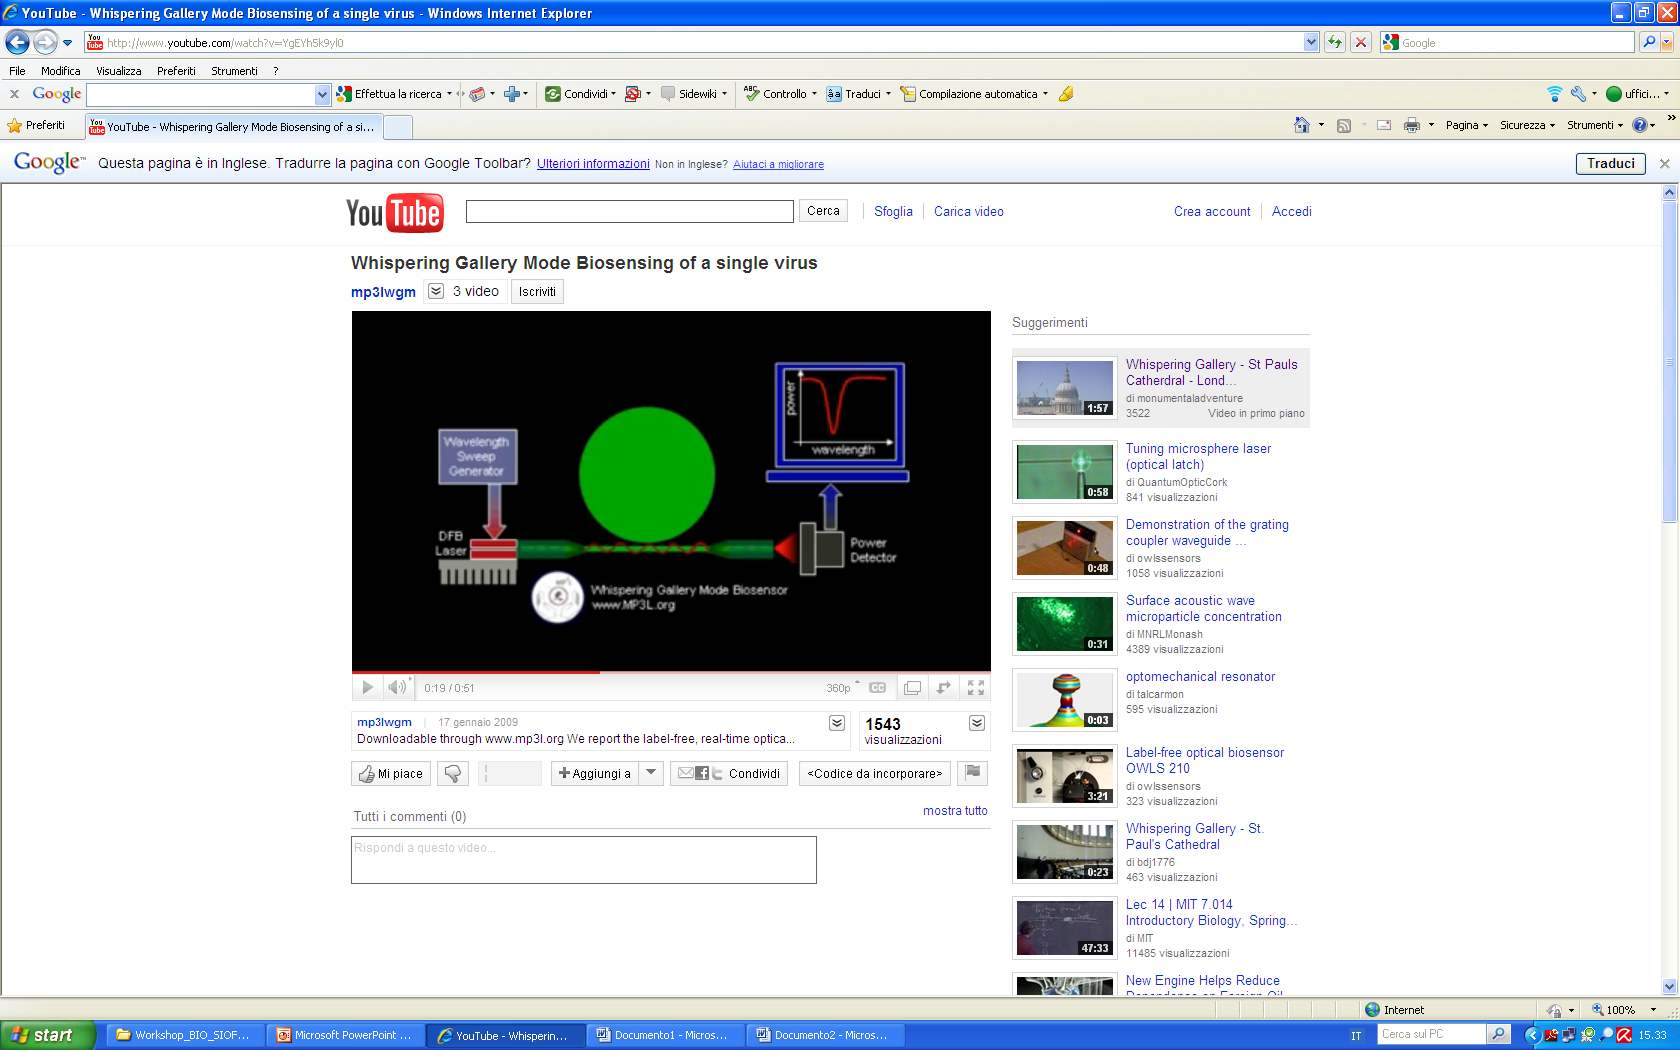 YouTube - Whispering Gallery Mode Biosensing of a single virus - Windows Internet Explorer
http://www.youtube.com/watch?v=YgEYh5k9yI0
Google
File Modifica Visualizza Preferiti Strumenti ?
Google Effettua la ricerca Condividi Sidewiki Controllo Traduci Compilazione automatica uffici...
Preferiti YouTube - Whispering Gallery Mode Biosensing of a si... Pagina Sicurezza Strumenti
Google Questa pagina è in Inglese. Tradurre la pagina con Google Toolbar? Ulteriori informazioni Non in Inglese? Aiutaci a migliorare Traduci
YouTube Cerca Sfoglia Carica video Crea account Accedi
Whispering Gallery Mode Biosensing of a single virus
mp3lwgm 3 video Iscriviti
power
wavelength
Wavelength
Sweep
Generator
DFB
Laser
Power
Detector
Whispering Gallery Mode Biosensor
www.MP3L.org
0:19 / 0:51 360p CC
mp3lwgm 17 gennaio 2009
Downloadable through www.mp3l.org We report the label-free, real-time optica...
1543
visualizzazioni
Mi piace Aggiungi a Condividi <Codice da incorporare>
Tutti i commenti (0) mostra tutto
Rispondi a questo video...
Suggerimenti
1:57
Whispering Gallery - St Pauls
Catherdral - Lond...
di monumentaladventure
3522 Video in primo piano
0:58
Tuning microsphere laser
(optical latch)
di QuantumOpticCork
841 visualizzazioni
0:48
Demonstration of the grating
coupler waveguide ...
di owlssensors
1058 visualizzazioni
0:31
Surface acoustic wave
microparticle concentration
di MNRLMonash
4389 visualizzazioni
0:03
optomechanical resonator
di talcarmon
595 visualizzazioni
3:21
Label-free optical biosensor
OWLS 210
di owlssensors
323 visualizzazioni
0:23
Whispering Gallery - St.
Paul's Cathedral
di bdj1776
463 visualizzazioni
47:33
Lec 14 | MIT 7.014
Introductory Biology, Spring...
di MIT
11485 visualizzazioni
New Engine Helps Reduce
Dependence on Foreign Oil
Internet 100%
start Workshop_BIO_SIOF... Microsoft PowerPoint ... YouTube - Whisperin... Documento1 - Micros... Documento2 - Micros... IT Cerca sul PC 15.33